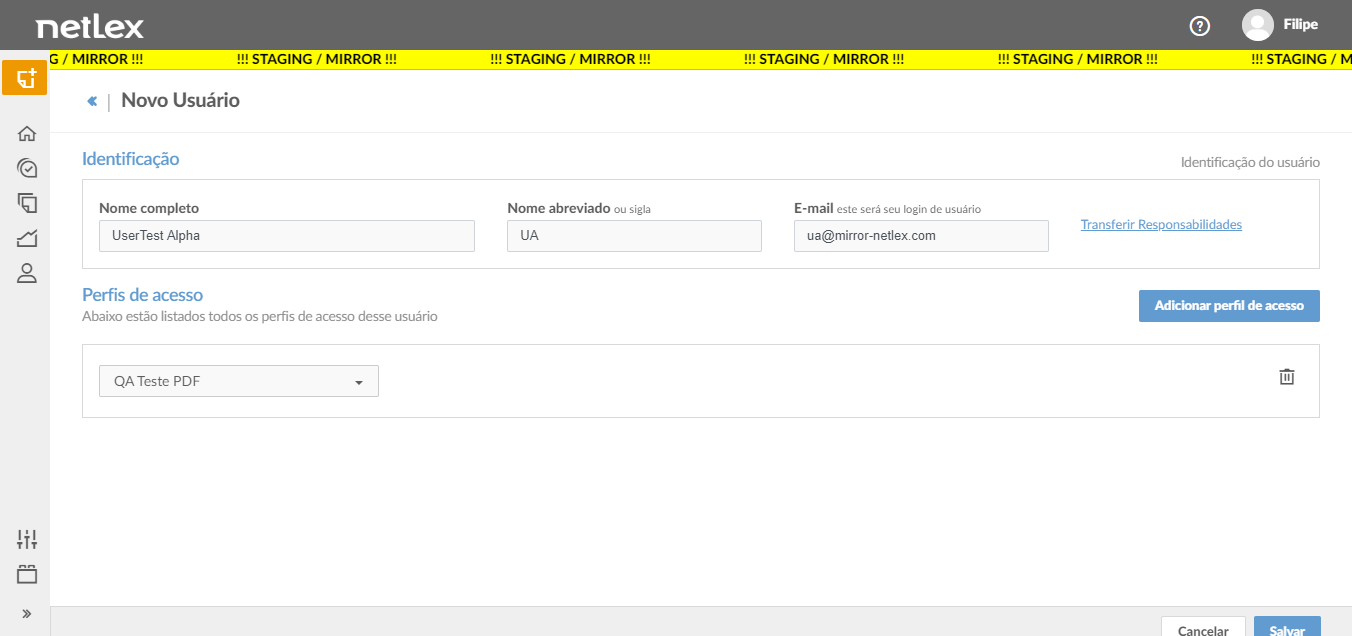 netlex
Filipe
G / MIRROR !!! !!! STAGING / MIRROR !!! !!! STAGING / MIRROR !!! !!! STAGING / MIRROR !!! !!! STAGING / MIRROR !!! !!! STAGING / M
Novo Usuário
Identificação
Identificação do usuário
Nome completo
Nome abreviado ou sigla
E-mail este será seu login de usuário
UserTest Alpha
UA
ua@mirror-netlex.com
Transferir Responsabilidades
Perfis de acesso
Abaixo estão listados todos os perfis de acesso desse usuário
Adicionar perfil de acesso
QA Teste PDF
Cancelar
Salvar